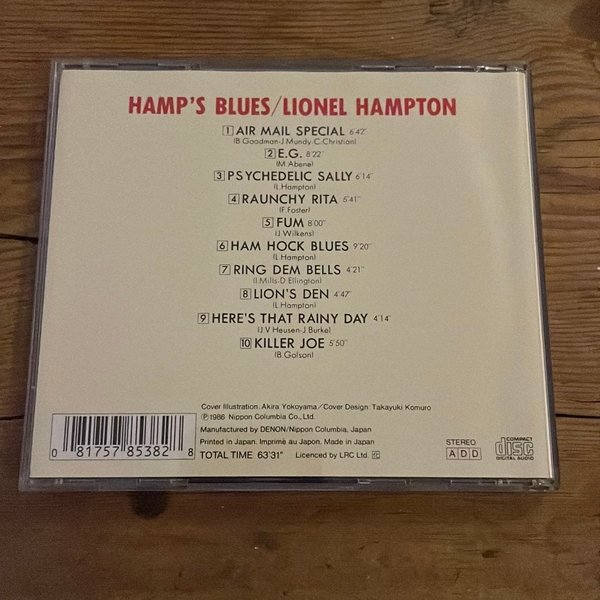 HAMP'S BLUES/LIONEL HAMPTON
1 AIR MAIL SPECIAL 6'42"
(B Goodman-J Mundy C.Christian)
2 E.G. 8'22"
(M.Abene)
3 PSYCHEDELIC SALLY 6'14"
(L.Hampton)
4 RAUNCHY RITA 5'41"
(F.Foster)
5 FUM 8'00"
(J.Wilkens)
6 HAM HOCK BLUES 9'20"
(L.Hampton)
7 RING DEM BELLS 4'21"
(I.Mills-D Ellington)
8 LION'S DEN 4'47"
(L.Hampton)
9 HERE'S THAT RAINY DAY 4'14"
(J.V Heusen-J Burke)
10 KILLER JOE 5'50"
(B.Golson)
Cover Illustration: Akira Yokoyama/Cover Design: Takayuki Komuro
℗1986 Nippon Columbia Co., Ltd.
Manufactured by DENON/Nippon Columbia, Japan
Printed in Japan. Imprimé au Japon. Made in Japan
TOTAL TIME 63'31" Licenced by LRC Ltd.
0 81757 85382 8
STEREO
ADD
COMPACT
disc
DIGITAL AUDIO